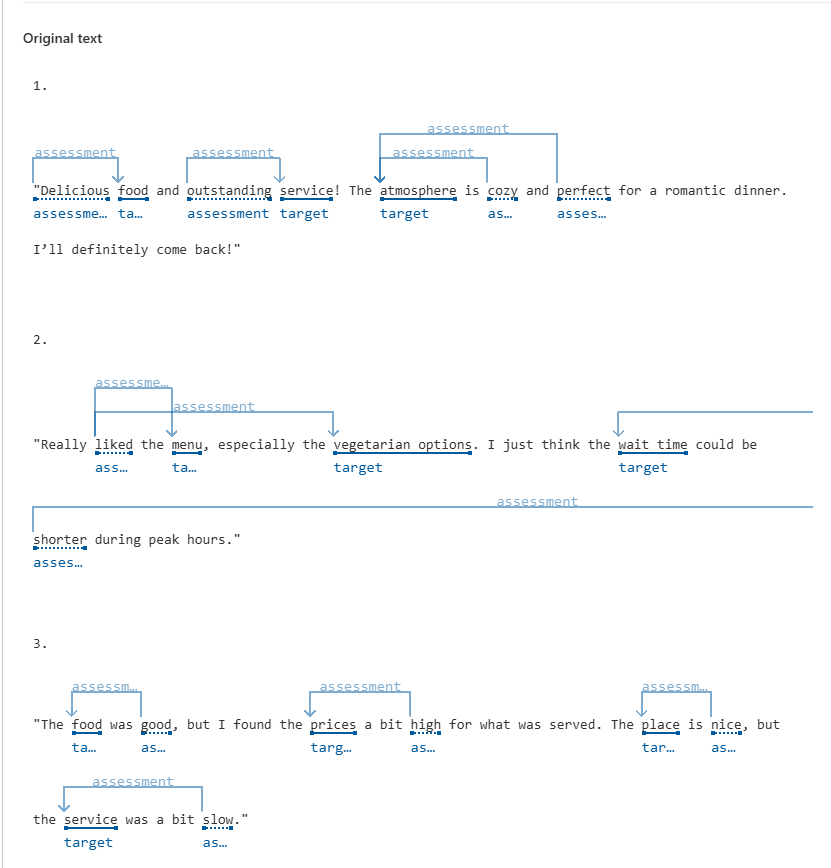 Original text
1.
assessment
assessment assessment assessment
"Delicious food and outstanding service! The atmosphere is cozy and perfect for a romantic dinner.
assessme… ta… assessment target target as… asses…
I’ll definitely come back!"
2.
assessme…
assessment
"Really liked the menu, especially the vegetarian options. I just think the wait time could be
ass… ta… target target
assessment
shorter during peak hours."
asses…
3.
assessm… assessment assessm…
"The food was good, but I found the prices a bit high for what was served. The place is nice, but
ta… as… targ… as… tar… as…
assessment
the service was a bit slow."
target as…